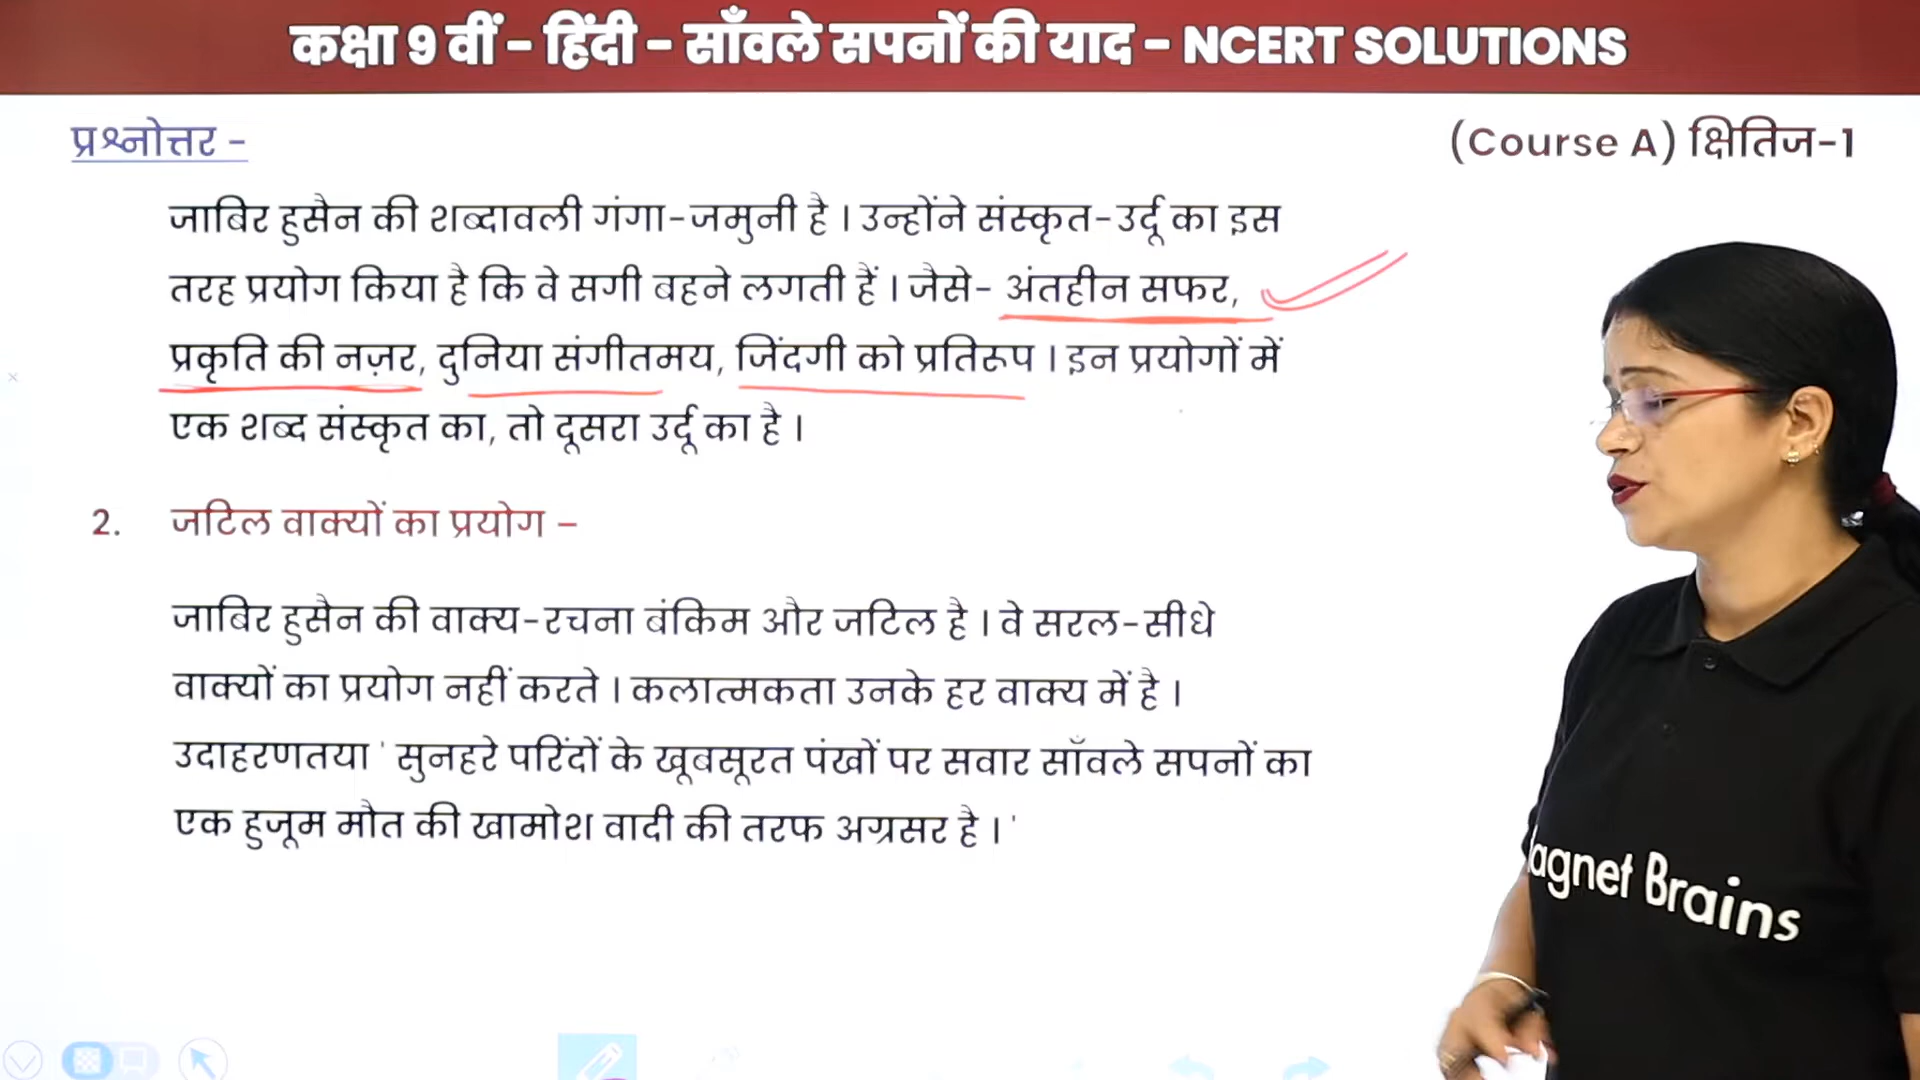 कक्षा 9 वीं – हिंदी – साँवले सपनों की याद – NCERT SOLUTIONS
प्रश्नोत्तर -
(Course A) क्षितिज-1
जाबिर हुसैन की शब्दावली गंगा-जमुनी है । उन्होंने संस्कृत-उर्दू का इस
तरह प्रयोग किया है कि वे सगी बहने लगती हैं । जैसे- अंतहीन सफर,
प्रकृति की नज़र, दुनिया संगीतमय, जिंदगी को प्रतिरूप । इन प्रयोगों में
एक शब्द संस्कृत का, तो दूसरा उर्दू का है ।
2. जटिल वाक्यों का प्रयोग –
जाबिर हुसैन की वाक्य-रचना बंकिम और जटिल है । वे सरल-सीधे
वाक्यों का प्रयोग नहीं करते । कलात्मकता उनके हर वाक्य में है ।
उदाहरणतया ' सुनहरे परिंदों के खूबसूरत पंखों पर सवार साँवले सपनों का
एक हुजूम मौत की खामोश वादी की तरफ अग्रसर है । '
agnet Brains